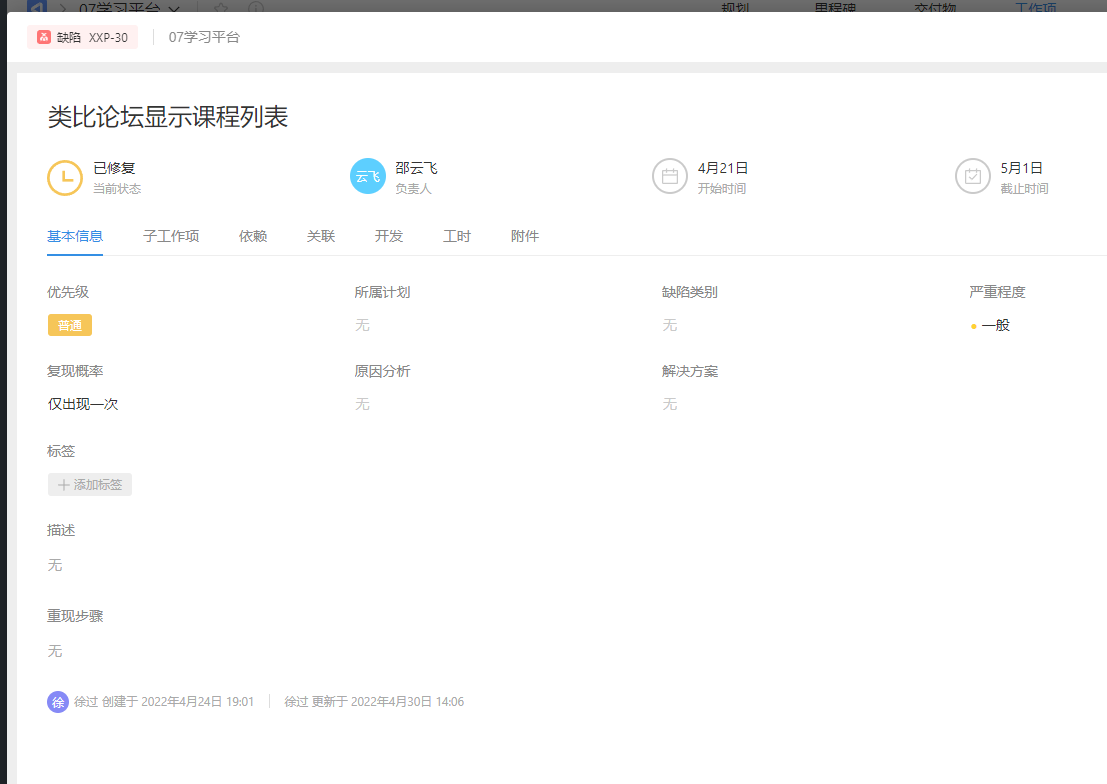 07学习平台
规划 里程碑 交付物 工作项
缺陷 XXP-30 07学习平台
类比论坛显示课程列表
已修复 云飞 邵云飞 4月21日 5月1日
当前状态 负责人 开始时间 截止时间
基本信息 子工作项 依赖 关联 开发 工时 附件
优先级 所属计划 缺陷类别 严重程度
普通 无 无 一般
复现概率 原因分析 解决方案
仅出现一次 无 无
标签
添加标签
描述
无
重现步骤
无
徐 徐过 创建于 2022年4月24日 19:01 徐过 更新于 2022年4月30日 14:06